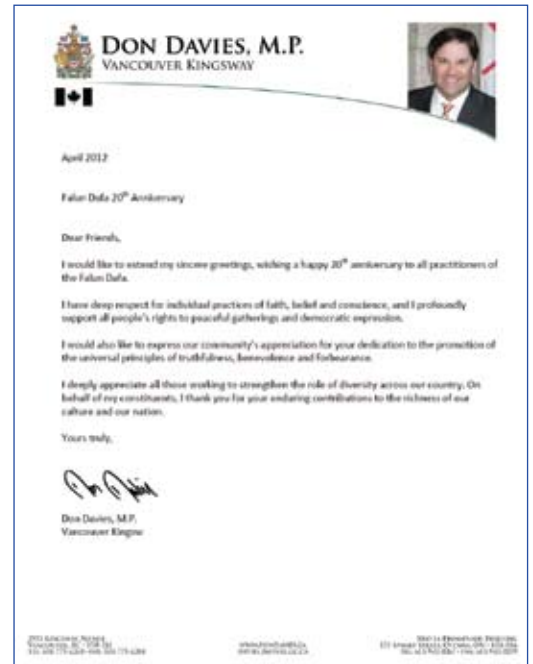 DON DAVIES, M.P.
VANCOUVER KINGSWAY
April 2012
Falun Dafa 20th Anniversary
Dear Friends,
I would like to extend my sincere greetings, wishing a happy 20th anniversary to all practitioners of
the Falun Dafa.
I have deep respect for individual practices of faith, belief and conscience, and I profoundly
support all people's rights to peaceful gatherings and democratic expression.
I would also like to express our community's appreciation for your dedication to the promotion of
the universal principles of truthfulness, benevolence and forbearance.
I deeply appreciate all those working to strengthen the role of diversity across our country. On
behalf of my constituents, I thank you for your enduring contributions to the richness of our
culture and our nation.
Yours truly,
Don Davies
Don Davies, M.P.
Vancouver